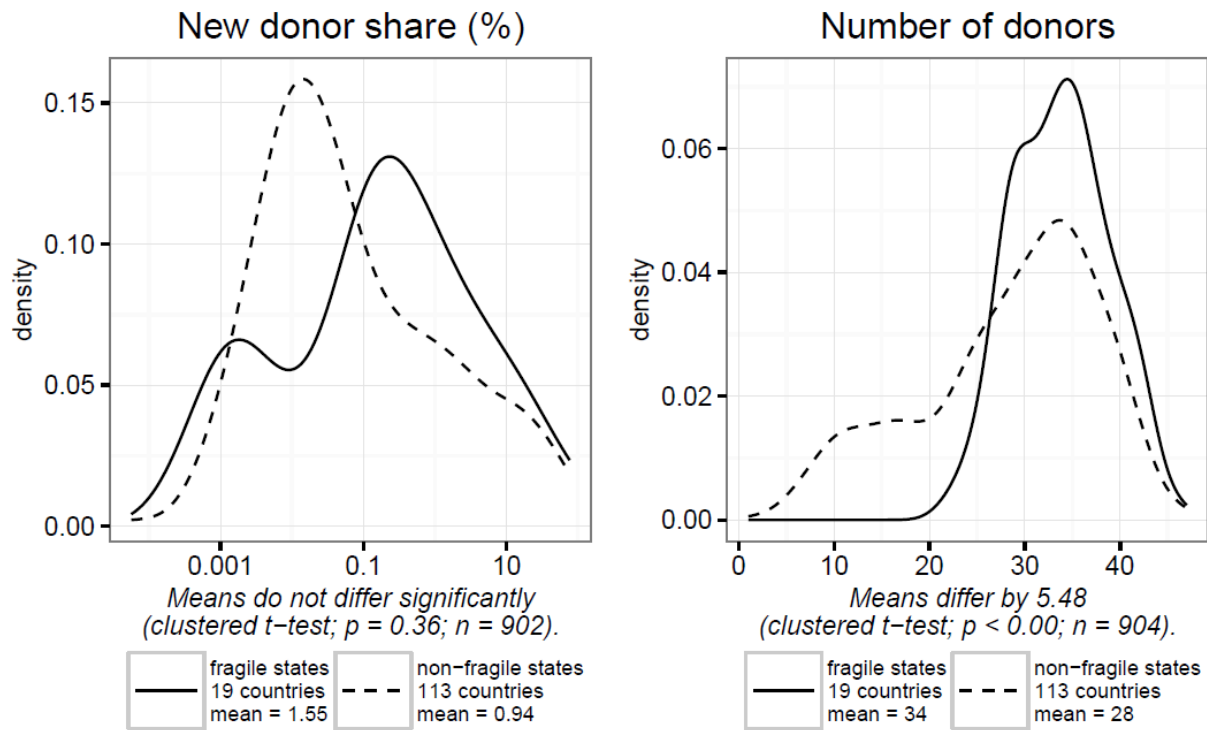 New donor share (%)
0.15
0.10
0.05
0.00
density
0.001
0.1
10
Means do not differ significantly
(clustered t−test; p = 0.36; n = 902).
fragile states
19 countries
mean = 1.55
non−fragile states
113 countries
mean = 0.94
Number of donors
0.06
0.04
0.02
0.00
density
0
10
20
30
40
Means differ by 5.48
(clustered t−test; p < 0.00; n = 904).
fragile states
19 countries
mean = 34
non−fragile states
113 countries
mean = 28